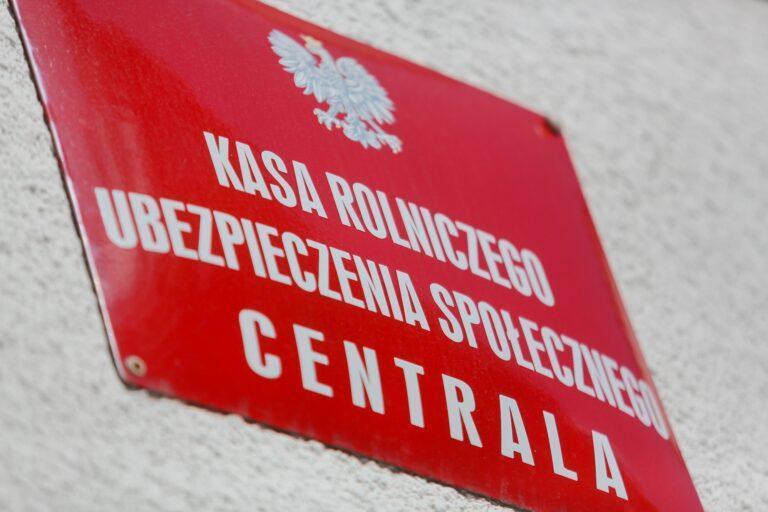 KASA ROLNICZEGO
UBEZPIECZENIA SPOŁECZNEGO
CENTRALA